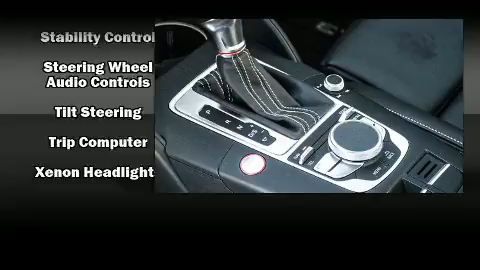 Stability Control
Steering Wheel
Audio Controls
Tilt Steering
Trip Computer
Xenon Headlight
P
R
N
D/S